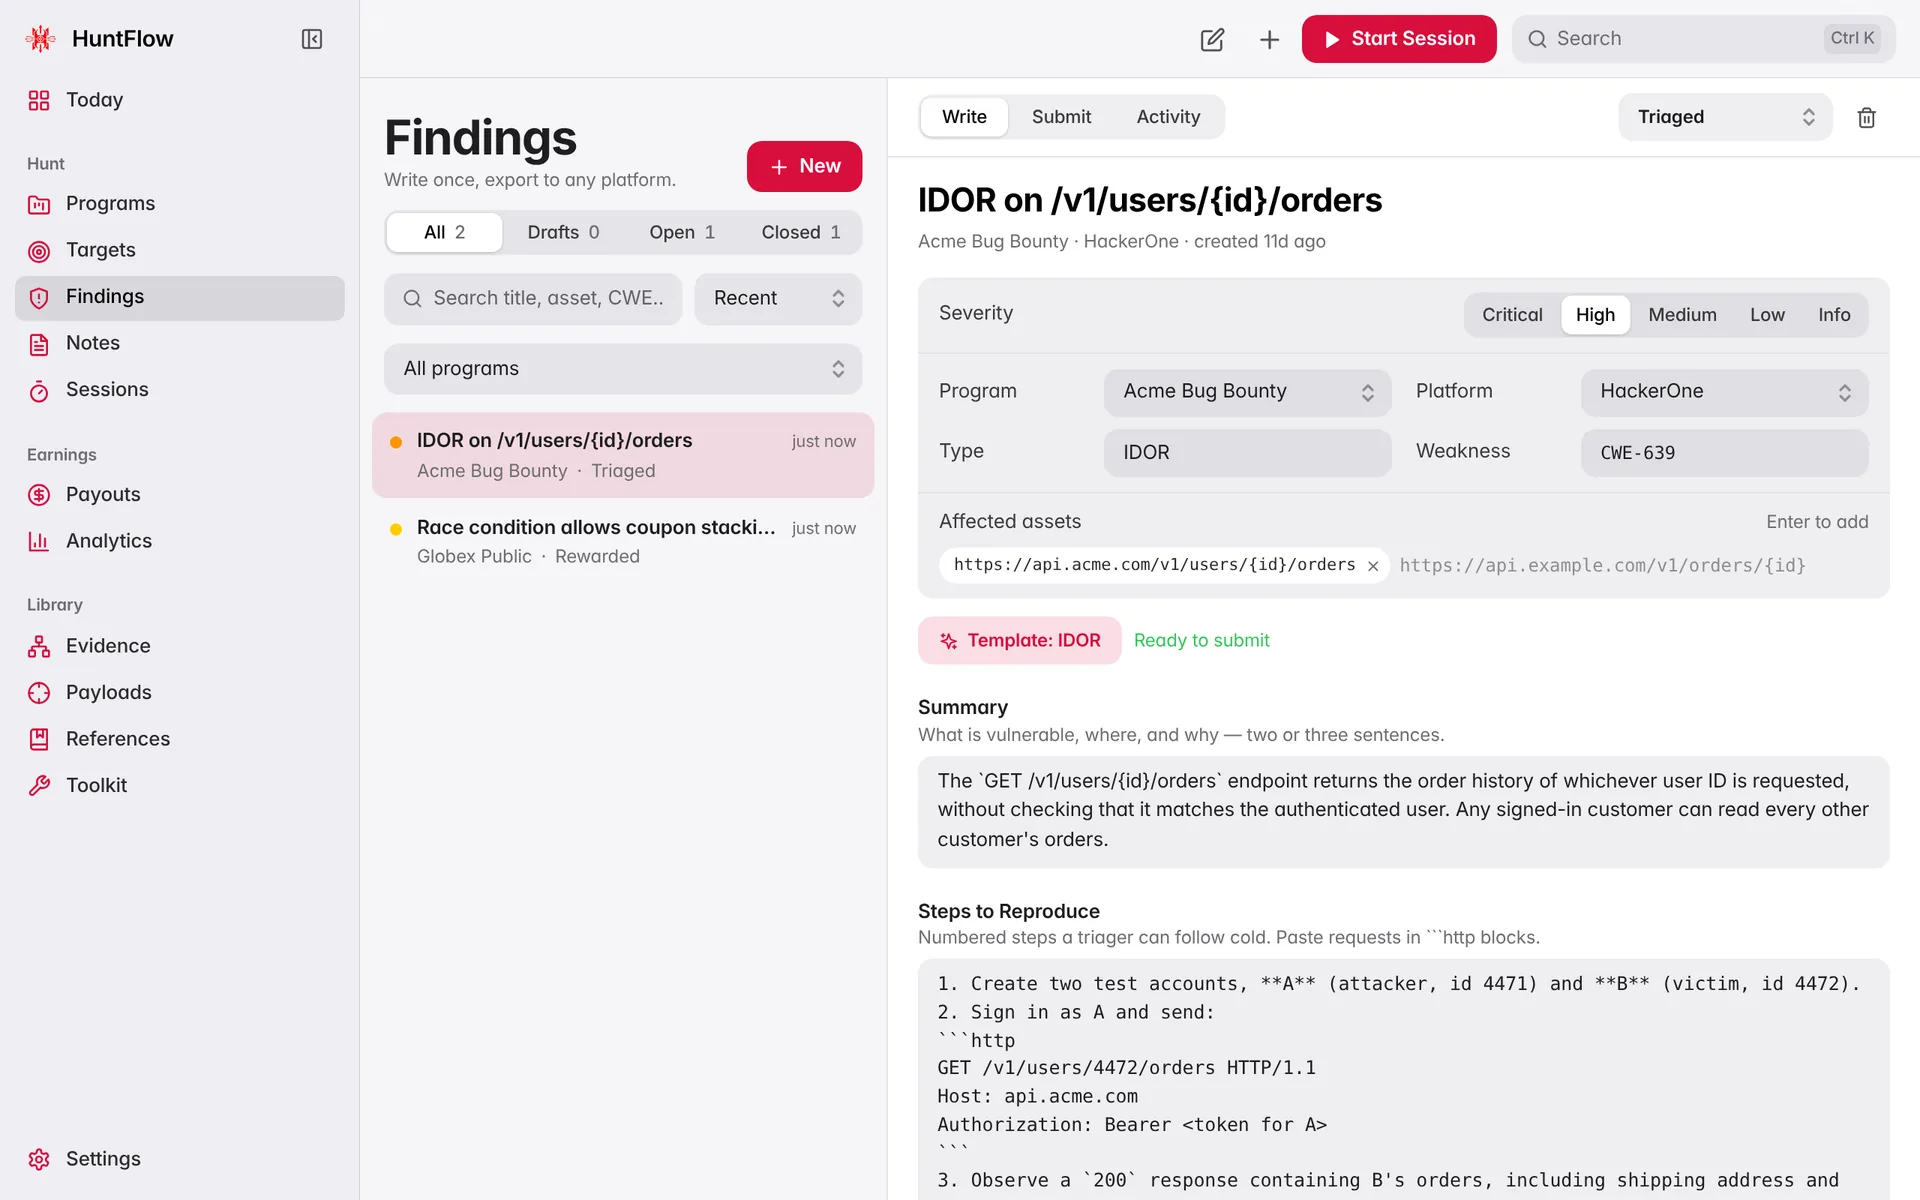 HuntFlow
Today
Hunt
Programs
Targets
Findings
Notes
Sessions
Earnings
Payouts
Analytics
Library
Evidence
Payloads
References
Toolkit
Settings
Start Session
Search
Ctrl K
Findings
Write once, export to any platform.
New
All 2
Drafts 0
Open 1
Closed 1
Search title, asset, CWE..
Recent
All programs
IDOR on /v1/users/{id}/orders
just now
Acme Bug Bounty · Triaged
Race condition allows coupon stacki...
just now
Globex Public · Rewarded
Write
Submit
Activity
Triaged
IDOR on /v1/users/{id}/orders
Acme Bug Bounty · HackerOne · created 11d ago
Severity
Critical
High
Medium
Low
Info
Program
Acme Bug Bounty
Platform
HackerOne
Type
IDOR
Weakness
CWE-639
Affected assets
Enter to add
https://api.acme.com/v1/users/{id}/orders ×
https://api.example.com/v1/orders/{id}
Template: IDOR
Ready to submit
Summary
What is vulnerable, where, and why — two or three sentences.
The `GET /v1/users/{id}/orders` endpoint returns the order history of whichever user ID is requested,
without checking that it matches the authenticated user. Any signed-in customer can read every other
customer's orders.
Steps to Reproduce
Numbered steps a triager can follow cold. Paste requests in ```http blocks.
1. Create two test accounts, **A** (attacker, id 4471) and **B** (victim, id 4472).
2. Sign in as A and send:
```http
GET /v1/users/4472/orders HTTP/1.1
Host: api.acme.com
Authorization: Bearer <token for A>
```
3. Observe a `200` response containing B's orders, including shipping address and